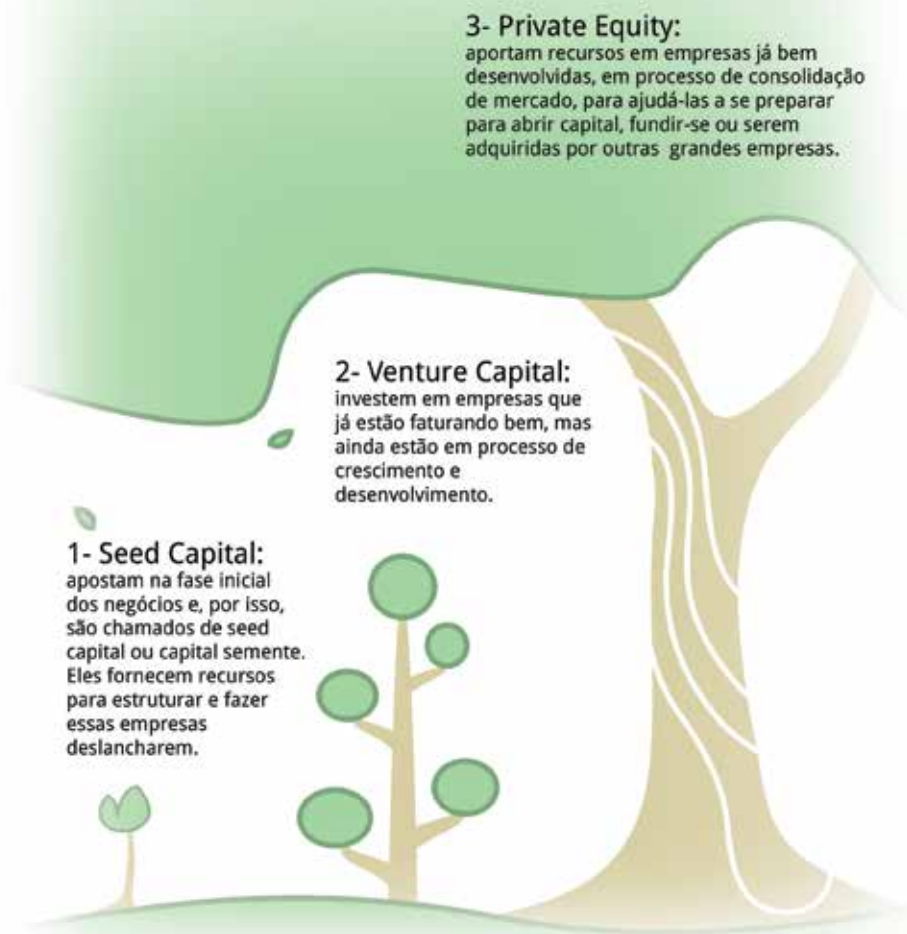 3- Private Equity:
aportam recursos em empresas já bem
desenvolvidas, em processo de consolidação
de mercado, para ajudá-las a se preparar
para abrir capital, fundir-se ou serem
adquiridas por outras grandes empresas.
2- Venture Capital:
investem em empresas que
já estão faturando bem, mas
ainda estão em processo de
crescimento e
desenvolvimento.
1- Seed Capital:
apostam na fase inicial
dos negócios e, por isso,
são chamados de seed
capital ou capital semente.
Eles fornecem recursos
para estruturar e fazer
essas empresas
deslancharem.